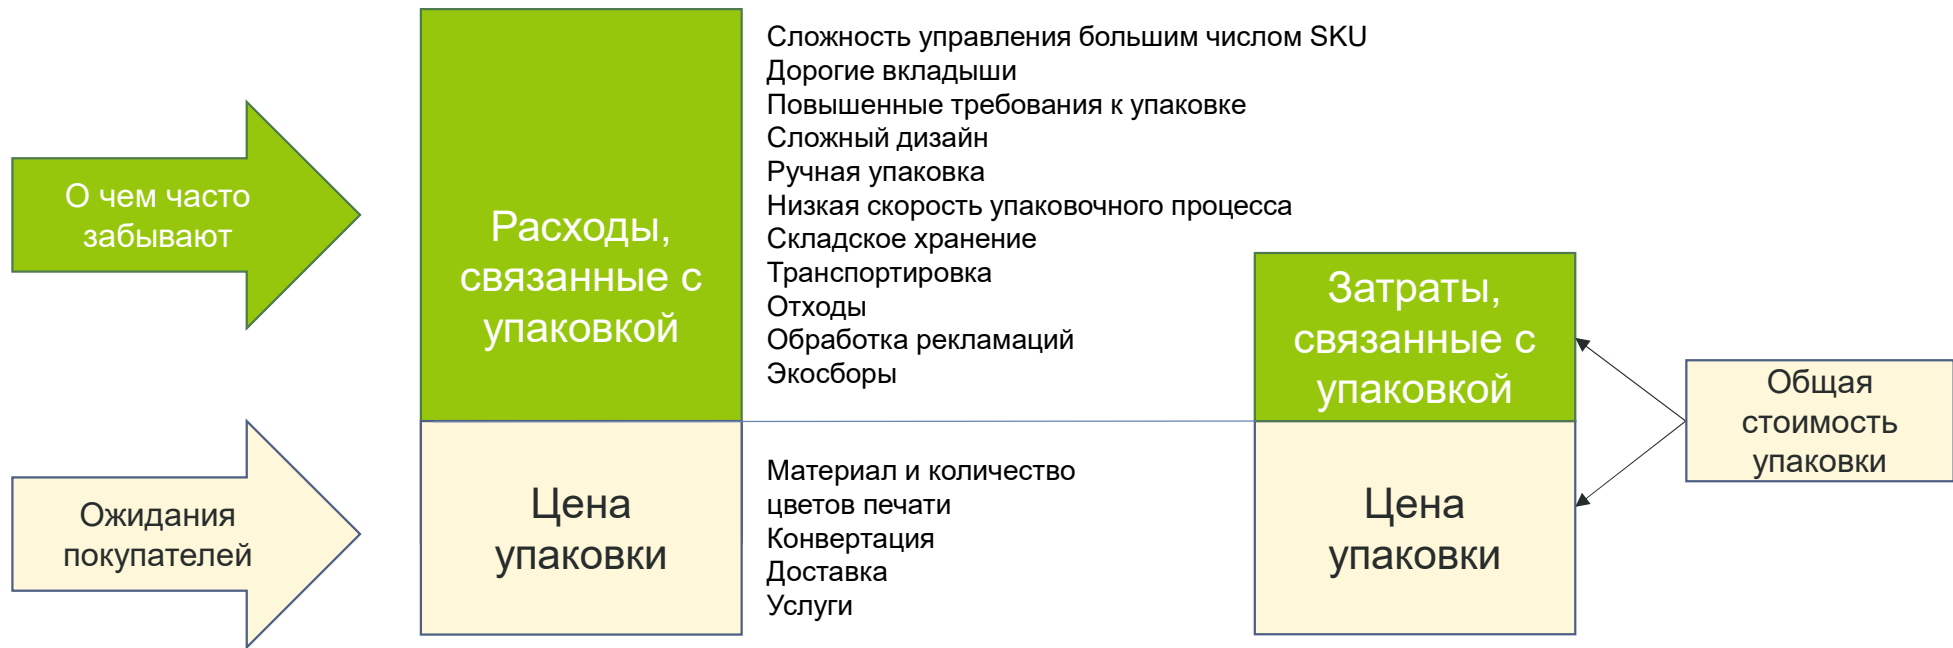 О чем часто
забывают
Расходы,
связанные с
упаковкой
Сложность управления большим числом SKU
Дорогие вкладыши
Повышенные требования к упаковке
Сложный дизайн
Ручная упаковка
Низкая скорость упаковочного процесса
Складское хранение
Транспортировка
Отходы
Обработка рекламаций
Экосборы
Затраты,
связанные с
упаковкой
Общая
стоимость
упаковки
Ожидания
покупателей
Цена
упаковки
Материал и количество
цветов печати
Конвертация
Доставка
Услуги
Цена
упаковки